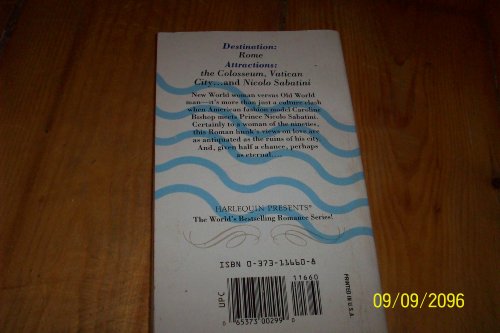 Destination:
Rome
Attractions:
the Colosseum, Vatican
City...and Nicolo Sabatini
New World woman versus Old World
man—it's more than just a culture clash
when American fashion model Caroline
Bishop meets Prince Nicolo Sabatini.
Certainly to a woman of the nineties,
this Roman hunk's views on love are
as antiquated as the ruins of his city.
And, given half a chance, perhaps
as eternal....
HARLEQUIN PRESENTS®
The World's Bestselling Romance Series!
ISBN 0-373-11660-8
11660
UPC
0 65373 00299 0
PRINTED IN U.S.A.
09/09/2096